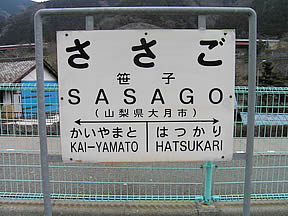 ささご
笹子
SASAGO
(山梨県大月市)
かいやまと はつかり
KAI-YAMATO HATSUKARI